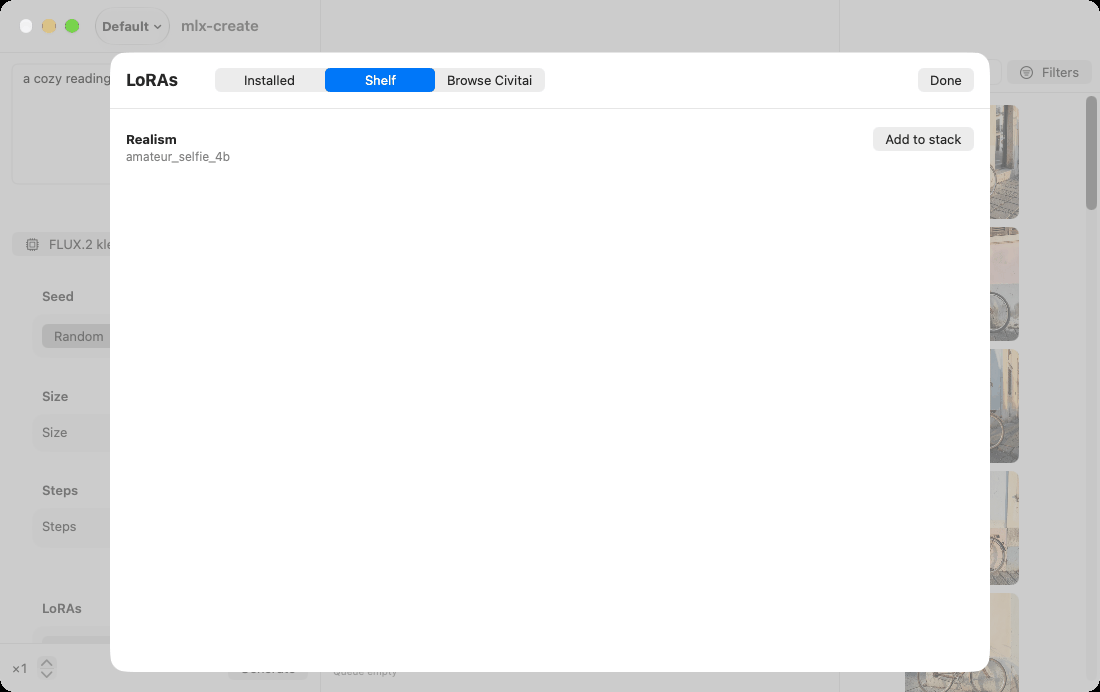 Default
mlx-create
LoRAs
Installed
Shelf
Browse Civitai
Done
a cozy reading
Filters
Realism
amateur_selfie_4b
Add to stack
FLUX.2 kle
Seed
Random
Size
Size
Steps
Steps
LoRAs
×1
Generate
Queue empty